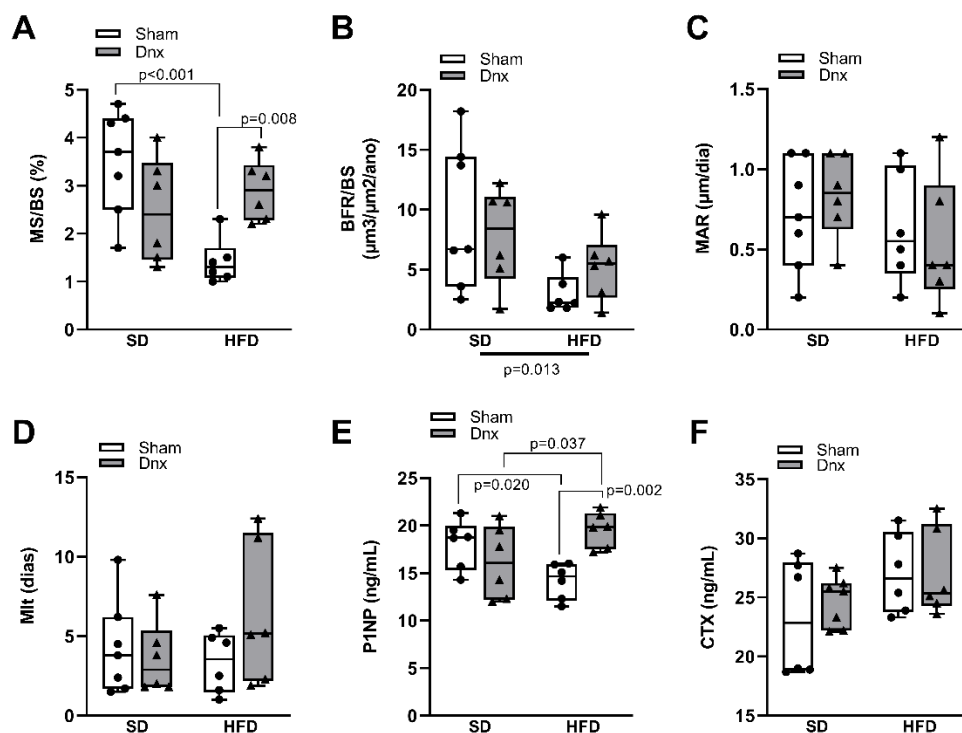 A
Sham
Dnx
p<0.001
p=0.008
MS/BS (%)
5
4
3
2
1
0
SD
HFD
B
Sham
Dnx
BFR/BS
(µm3/µm2/ano)
20
15
10
5
0
SD
HFD
p=0.013
C
Sham
Dnx
MAR (µm/dia)
1.5
1.0
0.5
0.0
SD
HFD
D
Sham
Dnx
Mlt (dias)
15
10
5
0
SD
HFD
E
Sham
Dnx
p=0.037
p=0.020
p=0.002
P1NP (ng/mL)
25
20
15
10
5
0
SD
HFD
F
Sham
Dnx
CTX (ng/mL)
35
30
25
20
15
SD
HFD